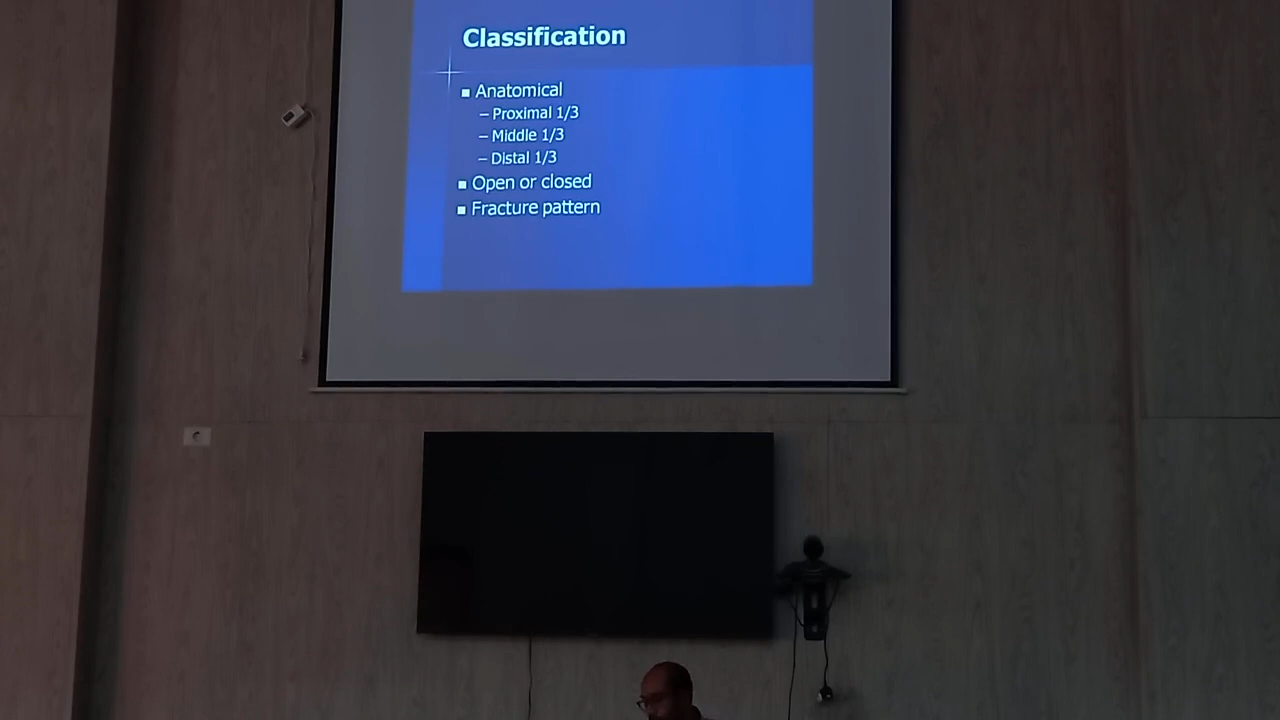 Classification
■ Anatomical
– Proximal 1/3
– Middle 1/3
– Distal 1/3
■ Open or closed
■ Fracture pattern